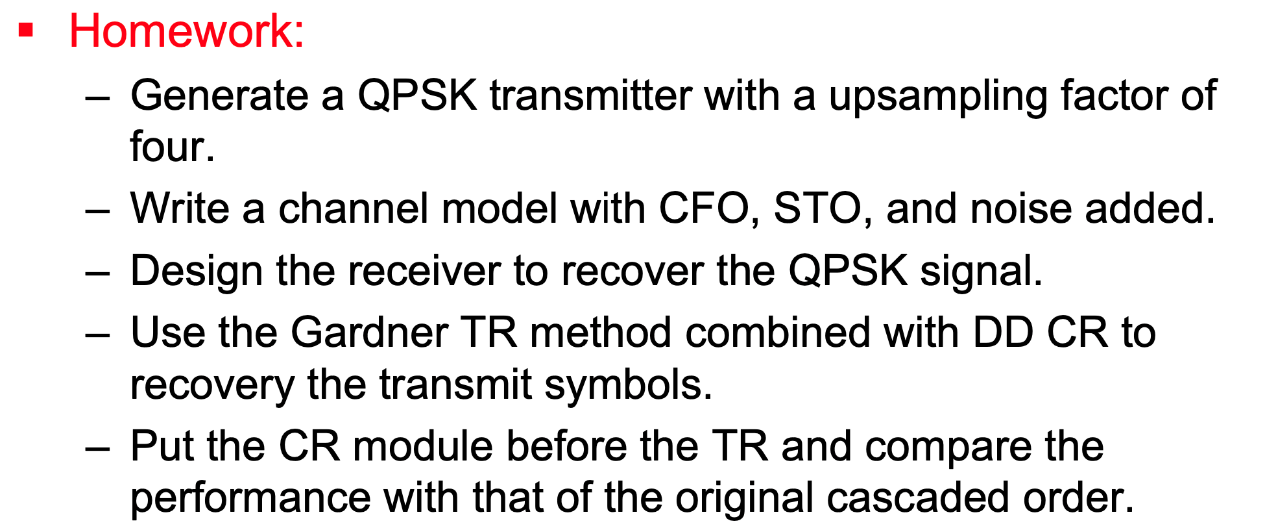 ▪ Homework:
– Generate a QPSK transmitter with a upsampling factor of
four.
– Write a channel model with CFO, STO, and noise added.
– Design the receiver to recover the QPSK signal.
– Use the Gardner TR method combined with DD CR to
recovery the transmit symbols.
– Put the CR module before the TR and compare the
performance with that of the original cascaded order.